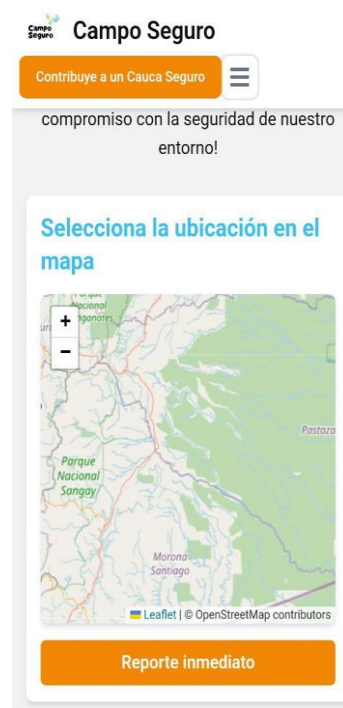 Campo
Seguro
Campo Seguro
Contribuye a un Cauca Seguro
compromiso con la seguridad de nuestro
entorno!
Selecciona la ubicación en el
mapa
Nacional
+
−
Pastaza
Parque
Nacional
Sangay
Morona
Santiago
Leaflet | © OpenStreetMap contributors
Reporte inmediato